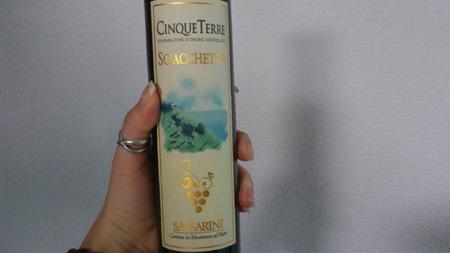 CINQUETERRE
DENOMINAZIONE DI ORIGINE CONTROLLATA
SCIACCHETRÀ
SASSARINI
Cantina in Monterosso al Mare